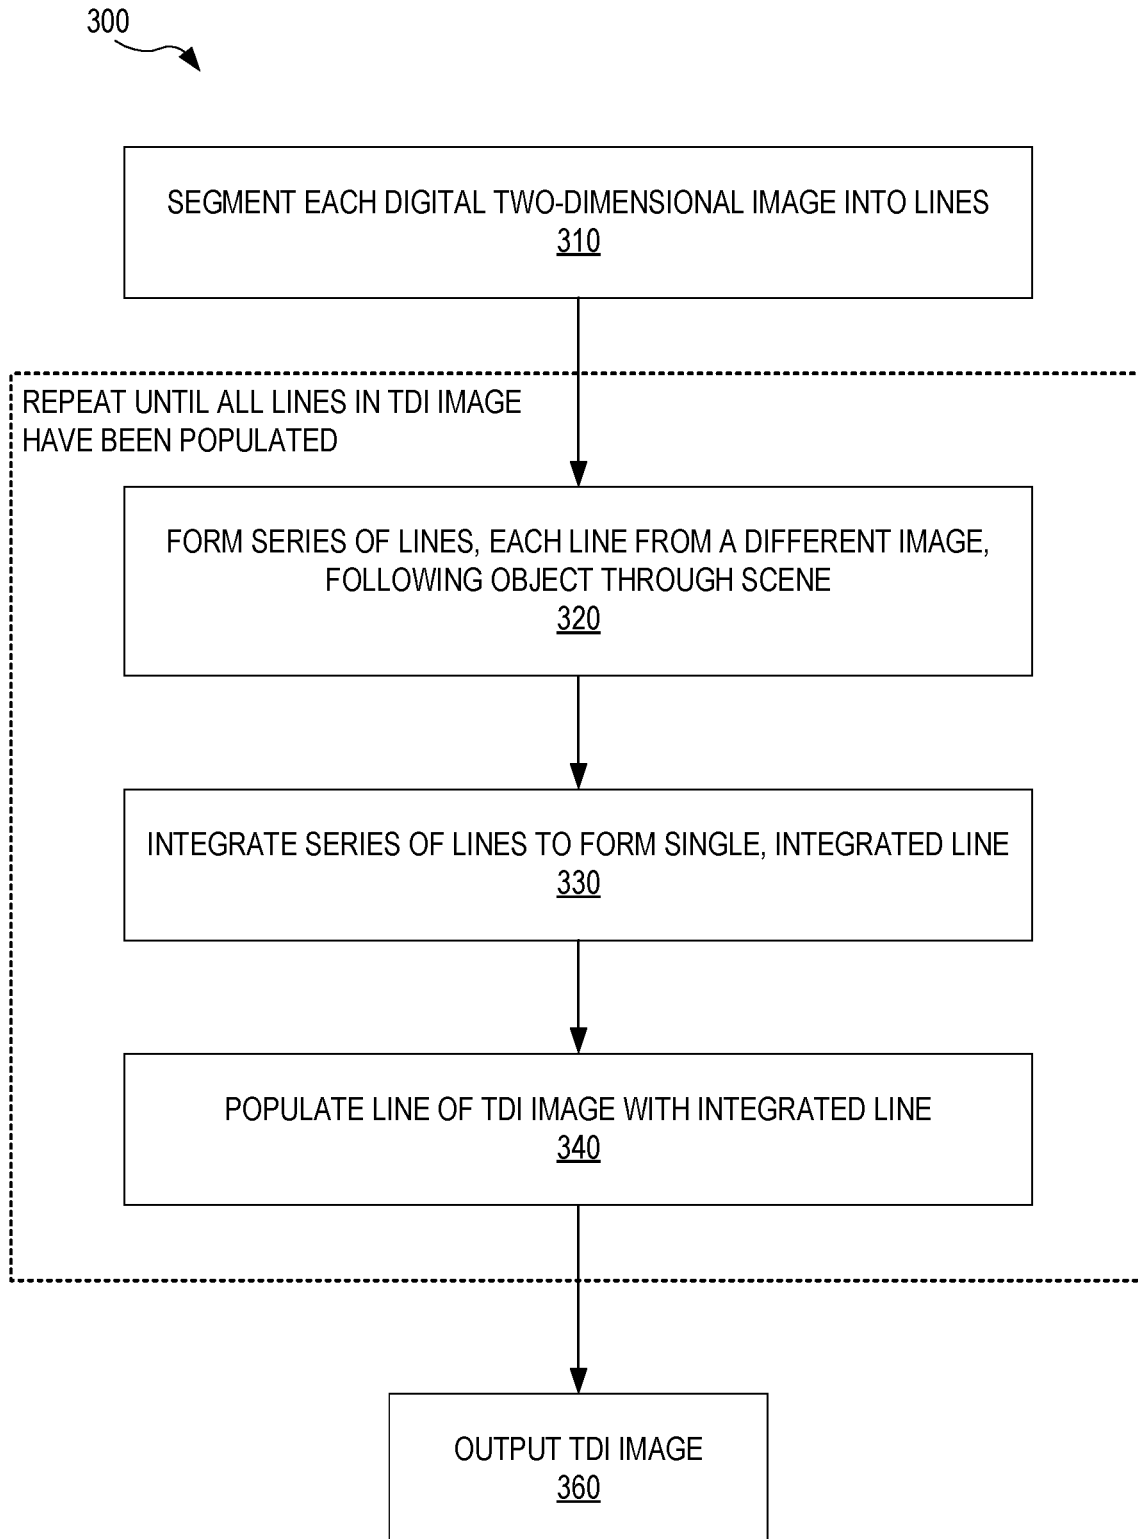 300
SEGMENT EACH DIGITAL TWO-DIMENSIONAL IMAGE INTO LINES
310
REPEAT UNTIL ALL LINES IN TDI IMAGE
HAVE BEEN POPULATED
FORM SERIES OF LINES, EACH LINE FROM A DIFFERENT IMAGE,
FOLLOWING OBJECT THROUGH SCENE
320
INTEGRATE SERIES OF LINES TO FORM SINGLE, INTEGRATED LINE
330
POPULATE LINE OF TDI IMAGE WITH INTEGRATED LINE
340
OUTPUT TDI IMAGE
360